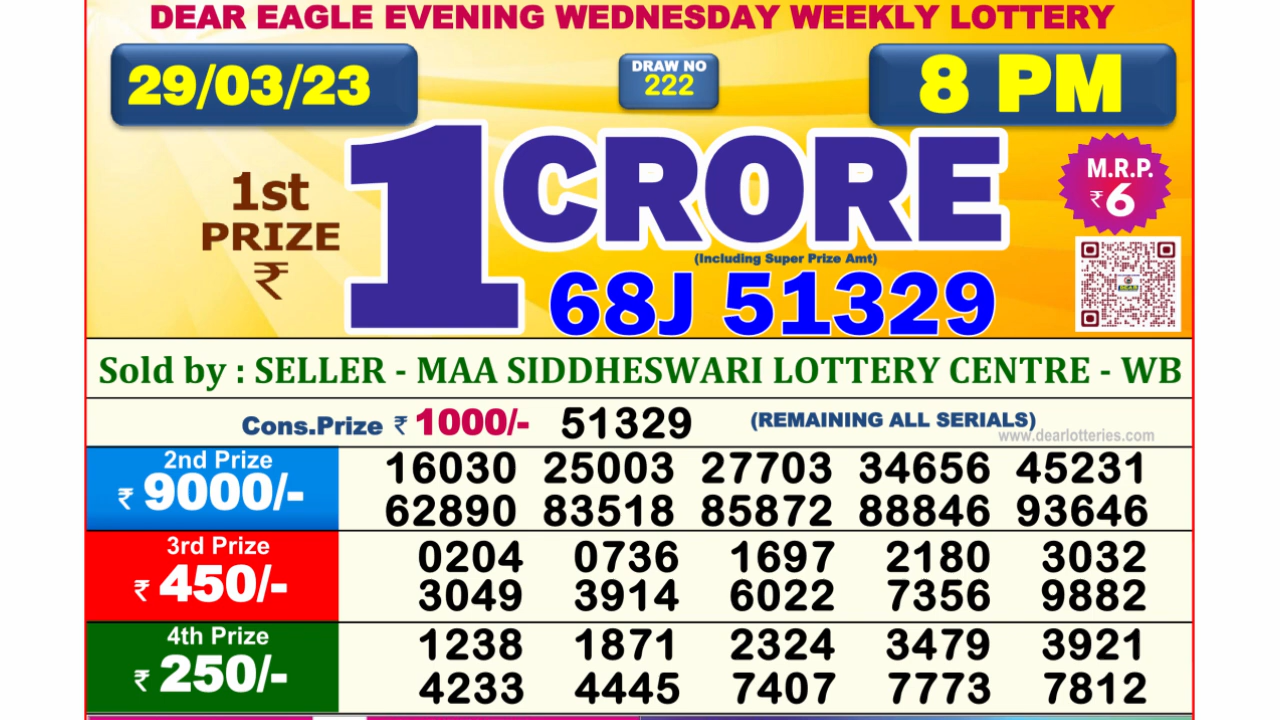 DEAR EAGLE EVENING WEDNESDAY WEEKLY LOTTERY
29/03/23
DRAW NO
222
8 PM
1st
PRIZE
₹
1 CRORE
(Including Super Prize Amt)
68J 51329
M.R.P.
₹ 6
Sold by : SELLER - MAA SIDDHESWARI LOTTERY CENTRE - WB
Cons.Prize ₹ 1000/- 51329 (REMAINING ALL SERIALS)
www.dearlotteries.com
2nd Prize
₹ 9000/-
16030 25003 27703 34656 45231
62890 83518 85872 88846 93646
3rd Prize
₹ 450/-
0204 0736 1697 2180 3032
3049 3914 6022 7356 9882
4th Prize
₹ 250/-
1238 1871 2324 3479 3921
4233 4445 7407 7773 7812